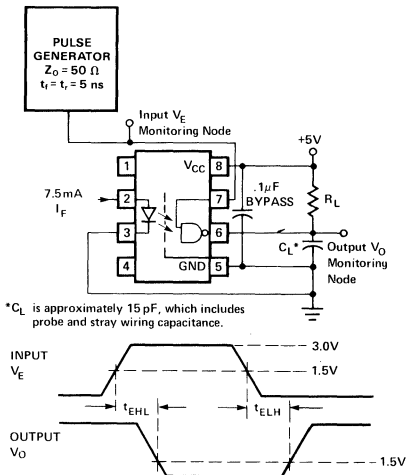 PULSE
GENERATOR
Z_O = 50 Ω
t_f = t_r = 5 ns
Input V_E
Monitoring Node
+5V
1
V_CC 8
7.5mA
I_F
2
7
.1μF
BYPASS
R_L
3
6
C_L* Output V_O
Monitoring
Node
4
GND 5
*C_L is approximately 15 pF, which includes
probe and stray wiring capacitance.
INPUT
V_E
3.0V
1.5V
t_EHL
t_ELH
OUTPUT
V_O
1.5V